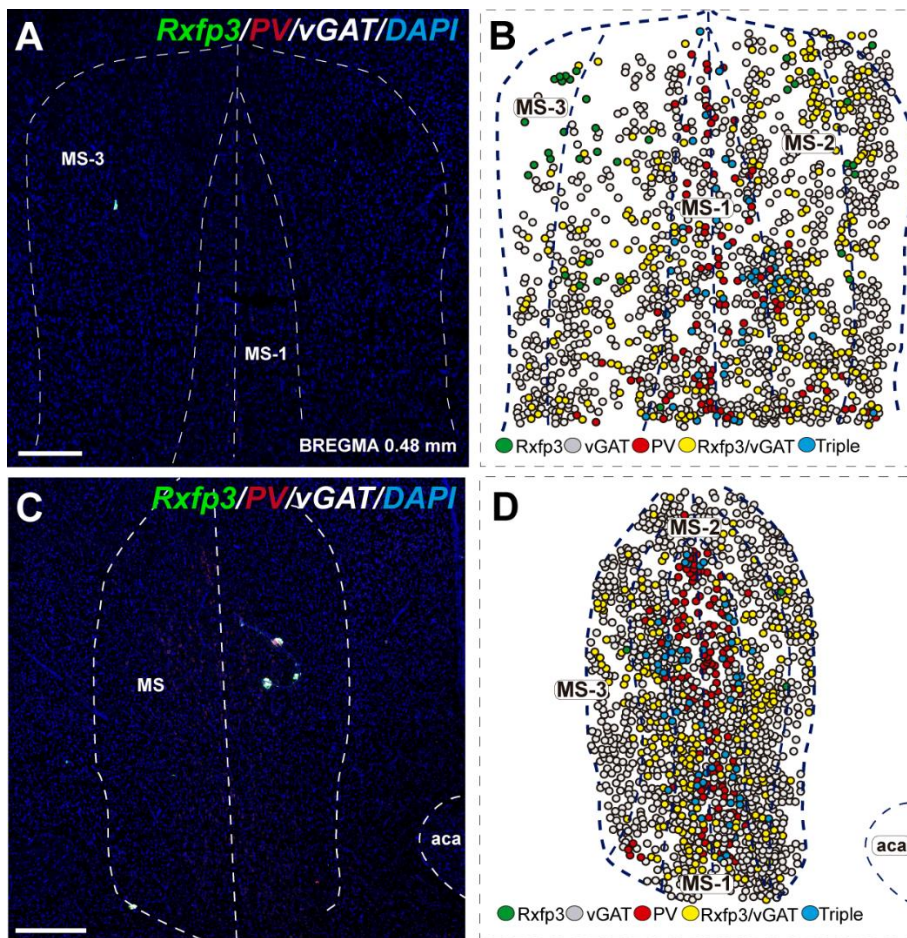 A
Rxfp3/PV/vGAT/DAPI
MS-3
MS-1
BREGMA 0.48 mm
B
MS-3
MS-2
MS-1
Rxfp3 vGAT PV Rxfp3/vGAT Triple
C
Rxfp3/PV/vGAT/DAPI
MS
aca
D
MS-2
MS-3
aca
MS-1
Rxfp3 vGAT PV Rxfp3/vGAT Triple